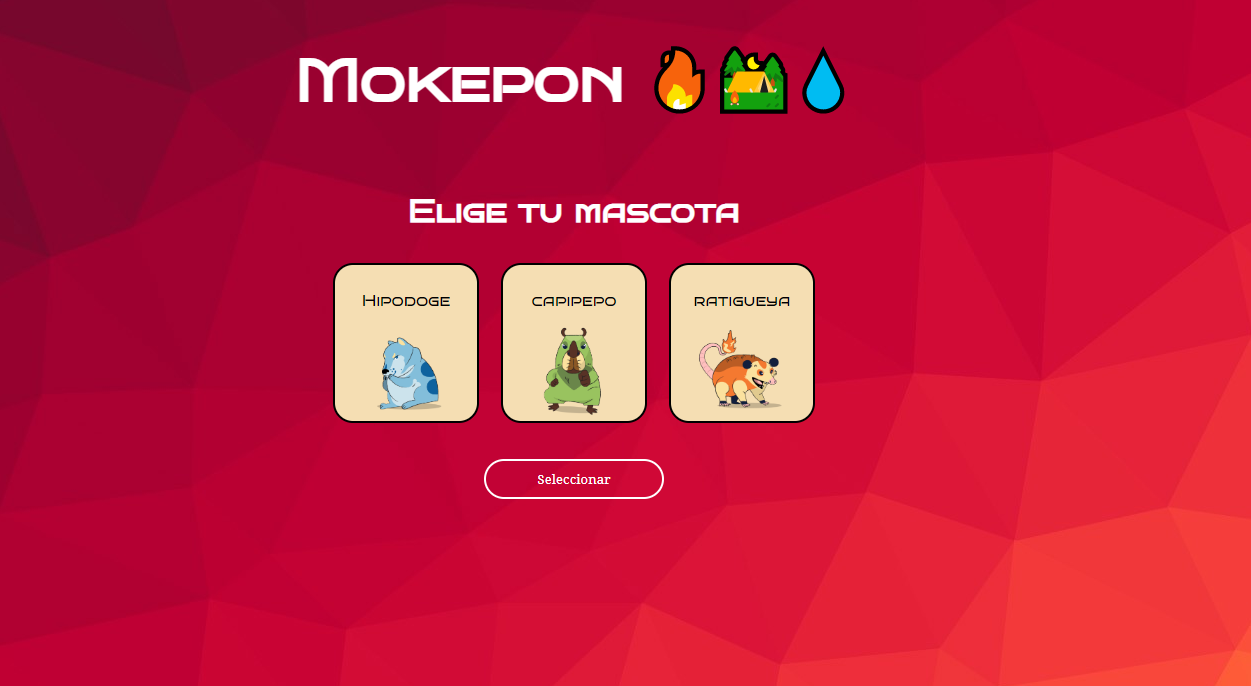 Mokepon 🔥🏕️💧
Elige tu mascota
Hipodoge
capipepo
ratigueya
Seleccionar